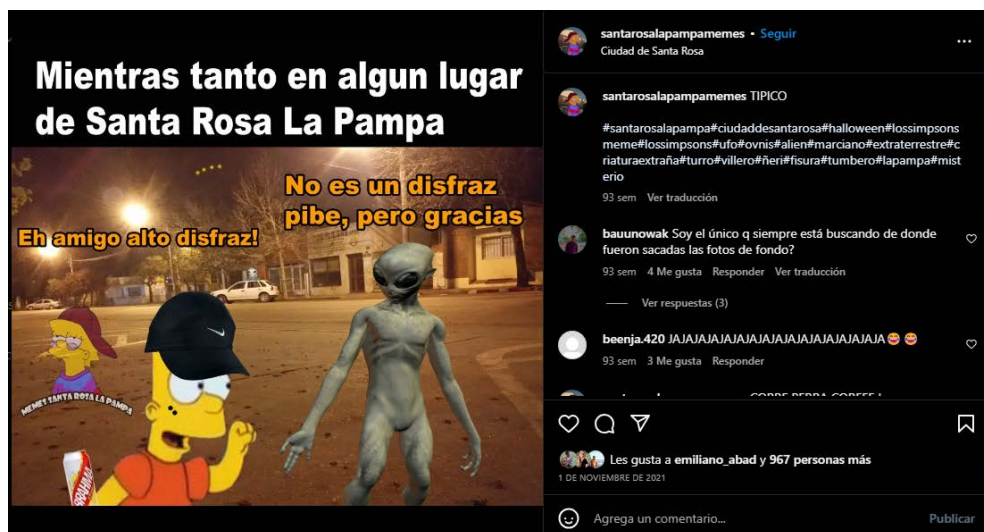 Mientras tanto en algun lugar
de Santa Rosa La Pampa
No es un disfraz
pibe, pero gracias
Eh amigo alto disfraz!
MEMES SANTA ROSA LA PAMPA
BRAHMA
santarosalapampamemes • Seguir
Ciudad de Santa Rosa
santarosalapampamemes TIPICO
#santarosalapampa#ciudaddesantarosa#halloween#lossimpsons
meme#lossimpsons#ufo#ovnis#alien#marciano#extraterrestre#c
riaturaextraña#turro#villero#ñeri#fisura#tumbero#lapampa#mist
erio
93 sem Ver traducción
bauunowak Soy el único q siempre está buscando de donde
fueron sacadas las fotos de fondo?
93 sem 4 Me gusta Responder Ver traducción
Ver respuestas (3)
beenja.420 JAJAJAJAJAJAJAJAJAJAJAJAJAJAJAJA😂 😂
93 sem 3 Me gusta Responder
Les gusta a emiliano_abad y 967 personas más
1 DE NOVIEMBRE DE 2021
Agrega un comentario...
Publicar